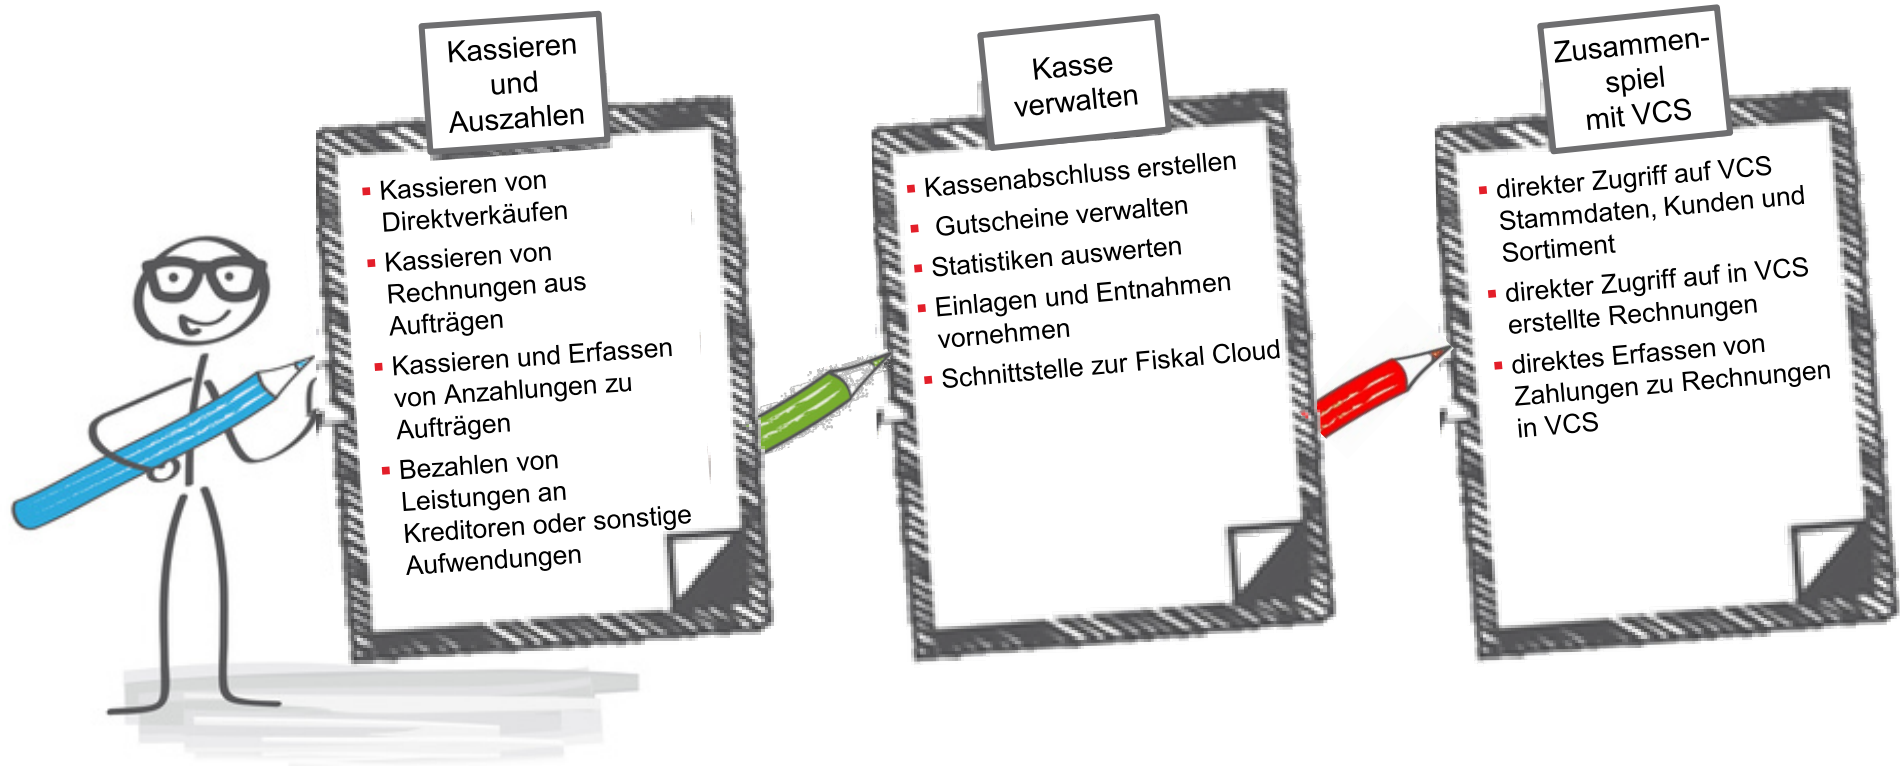 Kassieren
und
Auszahlen
▪ Kassieren von
Direktverkäufen
▪ Kassieren von
Rechnungen aus
Aufträgen
▪ Kassieren und Erfassen
von Anzahlungen zu
Aufträgen
▪ Bezahlen von
Leistungen an
Kreditoren oder sonstige
Aufwendungen
Kasse
verwalten
▪ Kassenabschluss erstellen
▪ Gutscheine verwalten
▪ Statistiken auswerten
▪ Einlagen und Entnahmen
vornehmen
▪ Schnittstelle zur Fiskal Cloud
Zusammen-
spiel
mit VCS
▪ direkter Zugriff auf VCS
Stammdaten, Kunden und
Sortiment
▪ direkter Zugriff auf in VCS
erstellte Rechnungen
▪ direktes Erfassen von
Zahlungen zu Rechnungen
in VCS